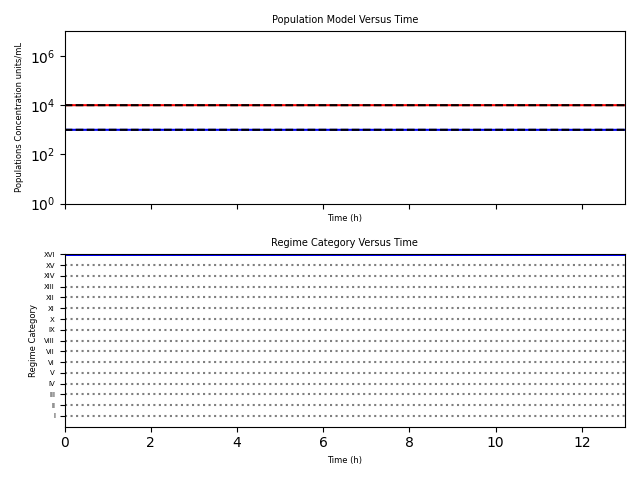 Population Model Versus Time
Populations Concentration units/mL
10^6
10^4
10^2
10^0
Time (h)
Regime Category Versus Time
Regime Category
XVI
XV
XIV
XIII
XII
XI
X
IX
VIII
VII
VI
V
IV
III
II
I
0 2 4 6 8 10 12
Time (h)